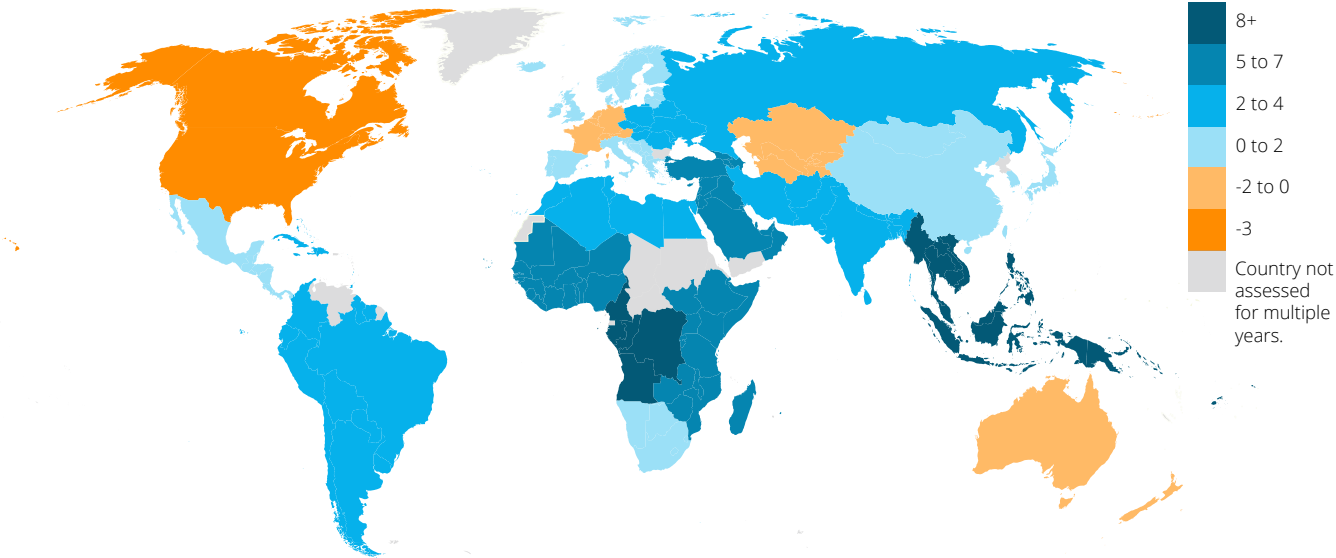 8+
5 to 7
2 to 4
0 to 2
-2 to 0
-3
Country not
assessed
for multiple
years.